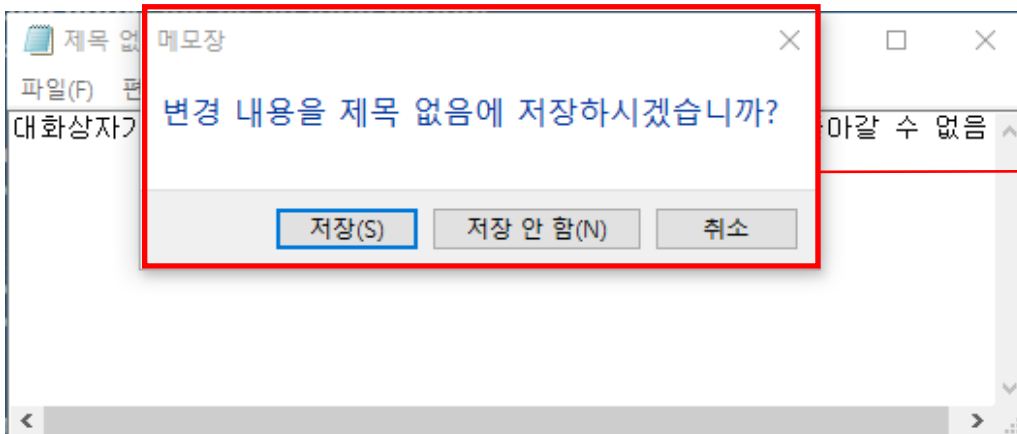 제목 없
메모장
파일(F) 편
변경 내용을 제목 없음에 저장하시겠습니까?
대화상자가 아갈 수 없음
저장(S) 저장 안 함(N) 취소